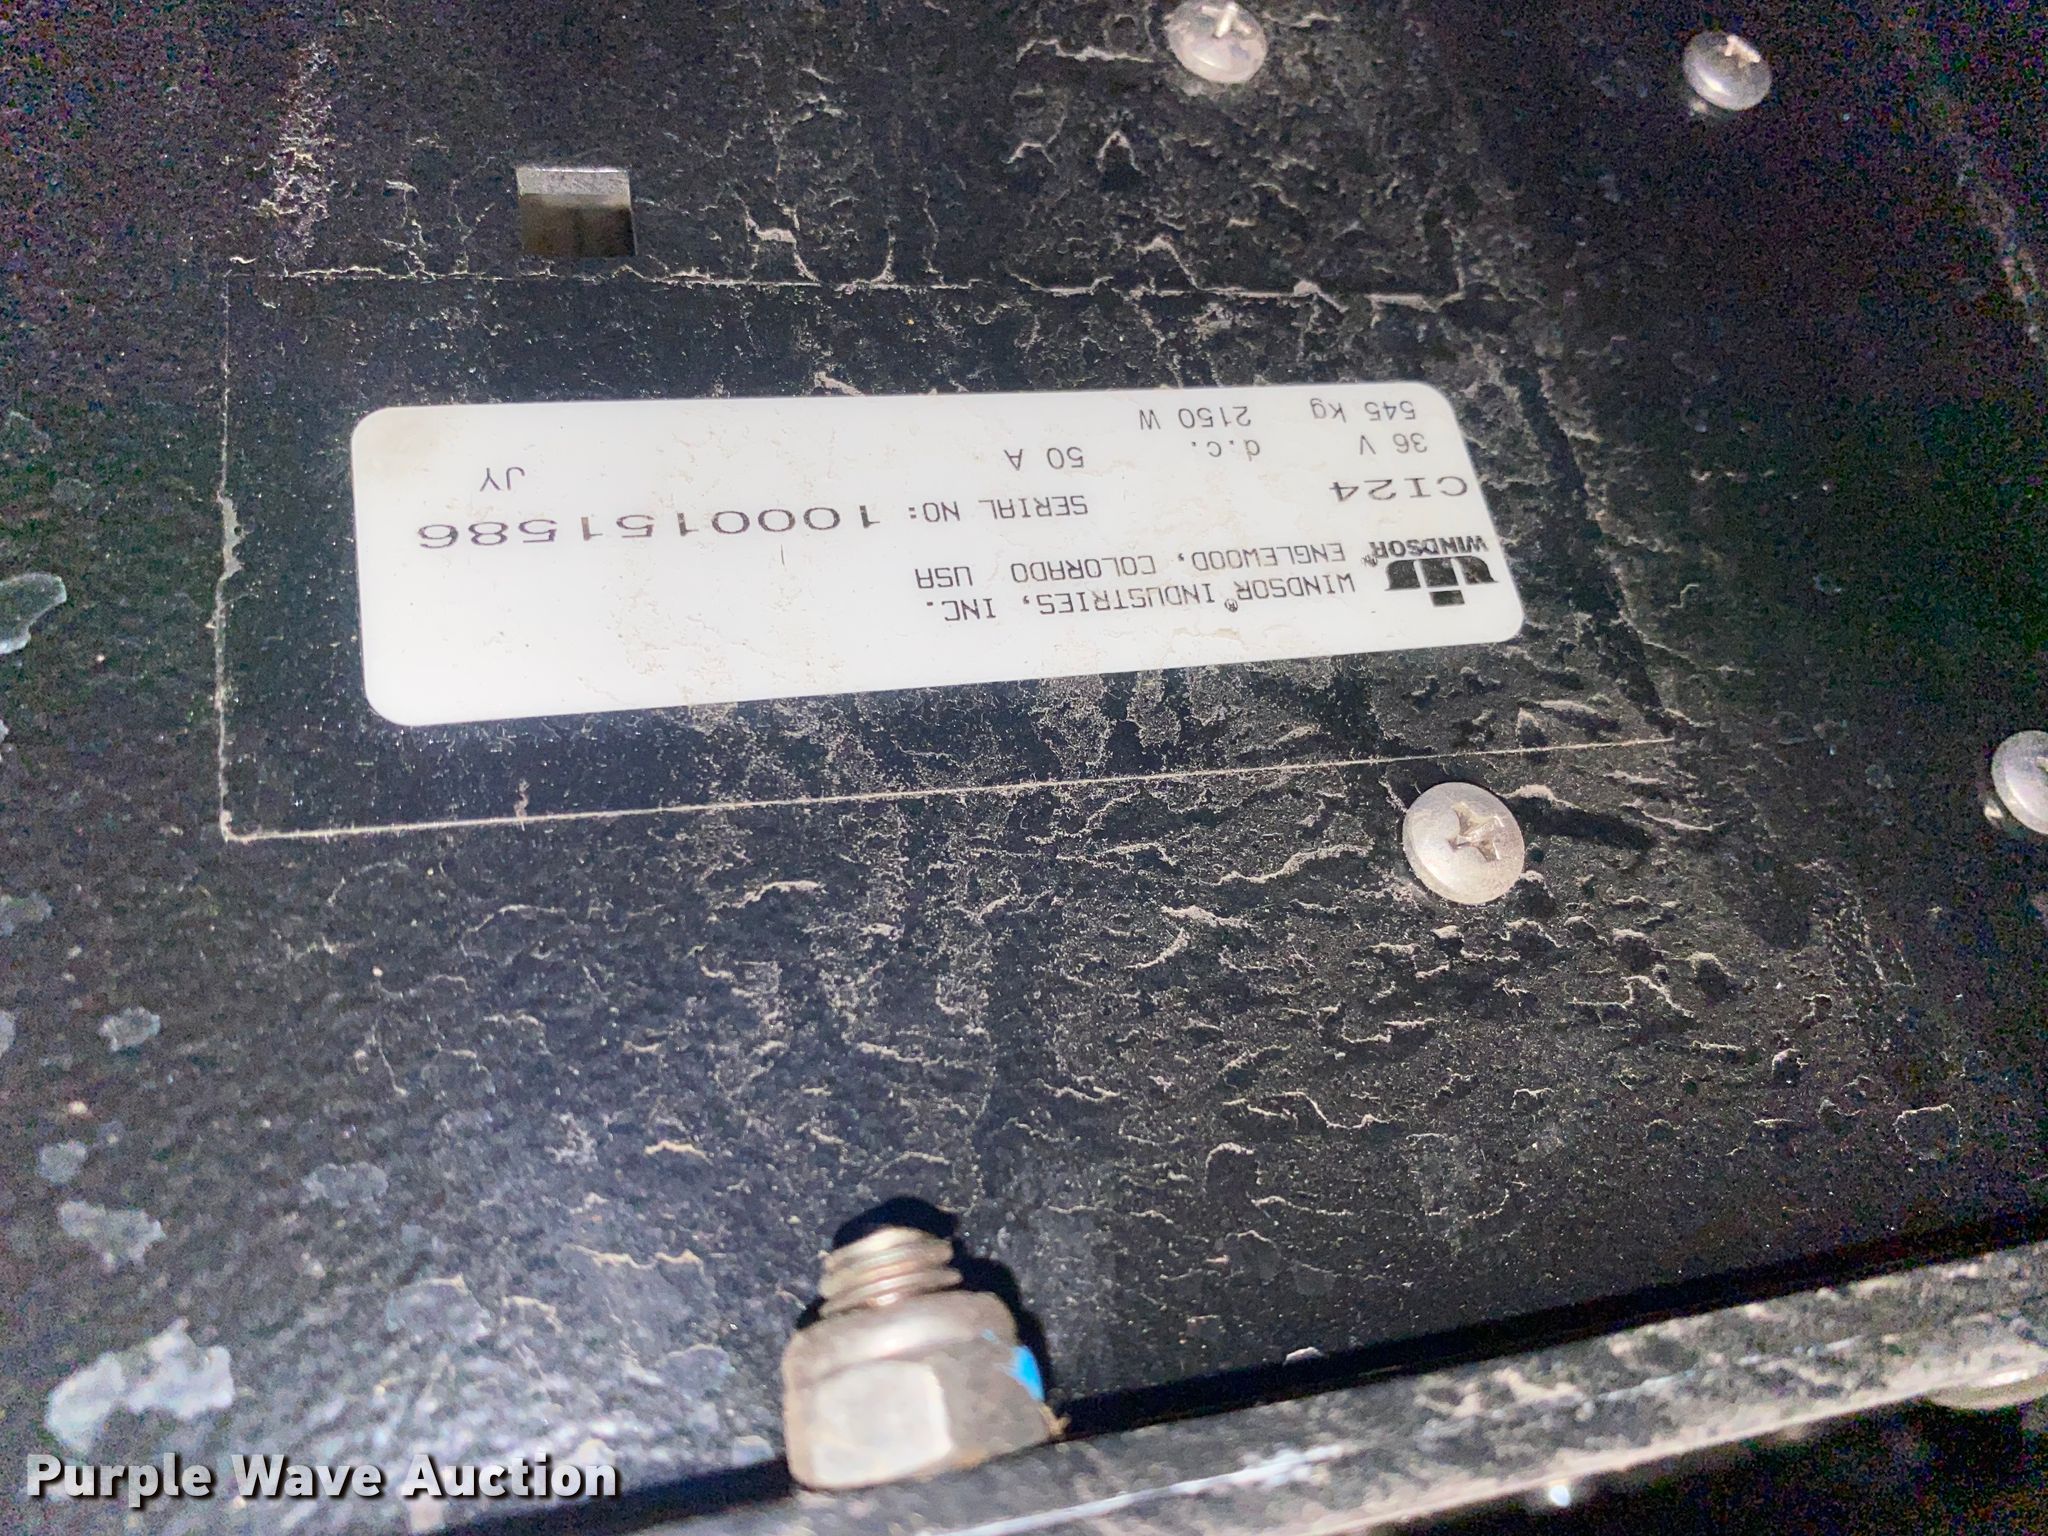 WINDSOR® INDUSTRIES, INC.
ENGLEWOOD, COLORADO USA
WINDSOR®
CI24
SERIAL NO: 1000151586
36 V d.c. 50 A JY
545 kg 2150 W
Purple Wave Auction